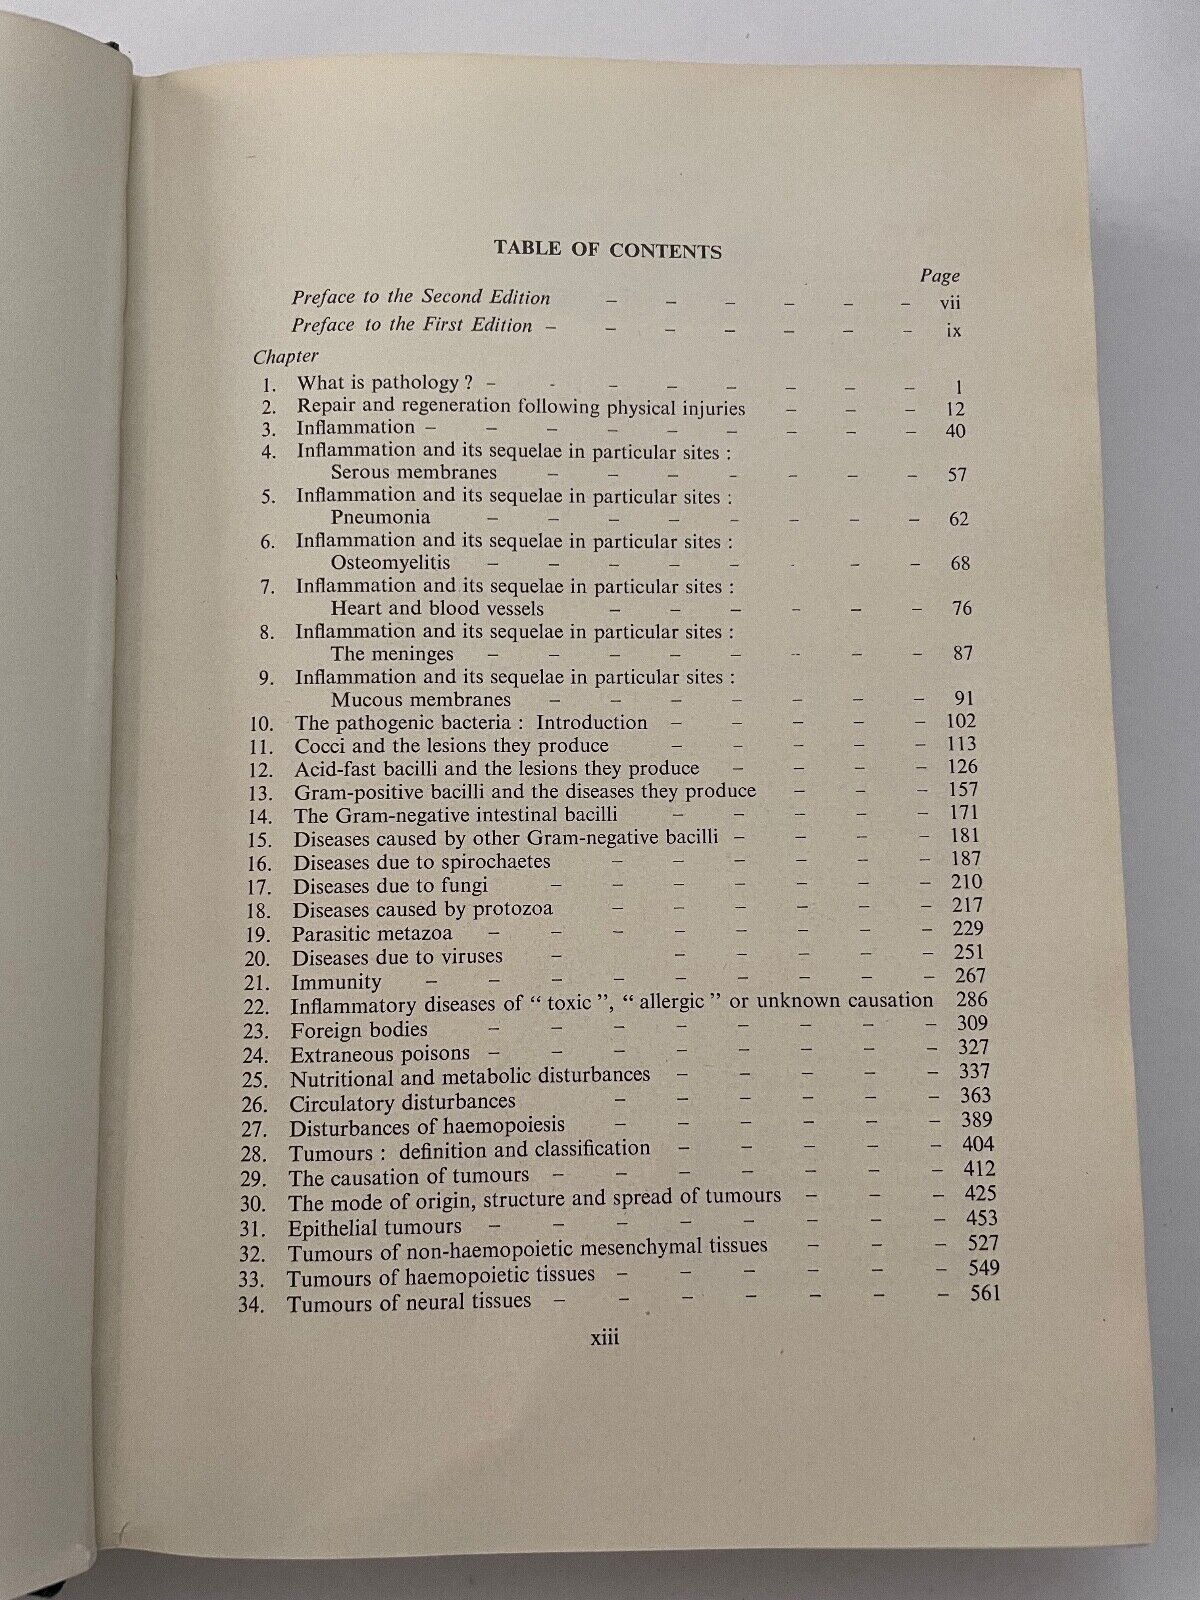 TABLE OF CONTENTS
Page
Preface to the Second Edition – – – – – – vii
Preface to the First Edition – – – – – – – ix
Chapter
1. What is pathology ? – - – – – – – – 1
2. Repair and regeneration following physical injuries – – – 12
3. Inflammation – – – – – – – – – 40
4. Inflammation and its sequelae in particular sites :
Serous membranes – – – – – – – 57
5. Inflammation and its sequelae in particular sites :
Pneumonia – – – – – – – – 62
6. Inflammation and its sequelae in particular sites :
Osteomyelitis – – – – – - – – 68
7. Inflammation and its sequelae in particular sites :
Heart and blood vessels – – – – – – 76
8. Inflammation and its sequelae in particular sites :
The meninges – – – – – - – – 87
9. Inflammation and its sequelae in particular sites :
Mucous membranes – – – – – – – 91
10. The pathogenic bacteria : Introduction – – – – – 102
11. Cocci and the lesions they produce – – – – – 113
12. Acid-fast bacilli and the lesions they produce – – – – 126
13. Gram-positive bacilli and the diseases they produce – – – 157
14. The Gram-negative intestinal bacilli – – – – – 171
15. Diseases caused by other Gram-negative bacilli – – – – 181
16. Diseases due to spirochaetes – – – – – – 187
17. Diseases due to fungi – – – – – – – 210
18. Diseases caused by protozoa – – – – – – 217
19. Parasitic metazoa – – – – – – – – 229
20. Diseases due to viruses – – – – – – – 251
21. Immunity – – – – – – – – – 267
22. Inflammatory diseases of “ toxic ”, “ allergic ” or unknown causation 286
23. Foreign bodies – – – – – – – – 309
24. Extraneous poisons – – – – – – – – 327
25. Nutritional and metabolic disturbances – – – – – 337
26. Circulatory disturbances – – – – – – 363
27. Disturbances of haemopoiesis – – – – – – 389
28. Tumours : definition and classification – – – – – 404
29. The causation of tumours – – – – – – – 412
30. The mode of origin, structure and spread of tumours – – – 425
31. Epithelial tumours – – – – – – – – 453
32. Tumours of non-haemopoietic mesenchymal tissues – – – 527
33. Tumours of haemopoietic tissues – – – – – – 549
34. Tumours of neural tissues – – – – – – – 561
xiii